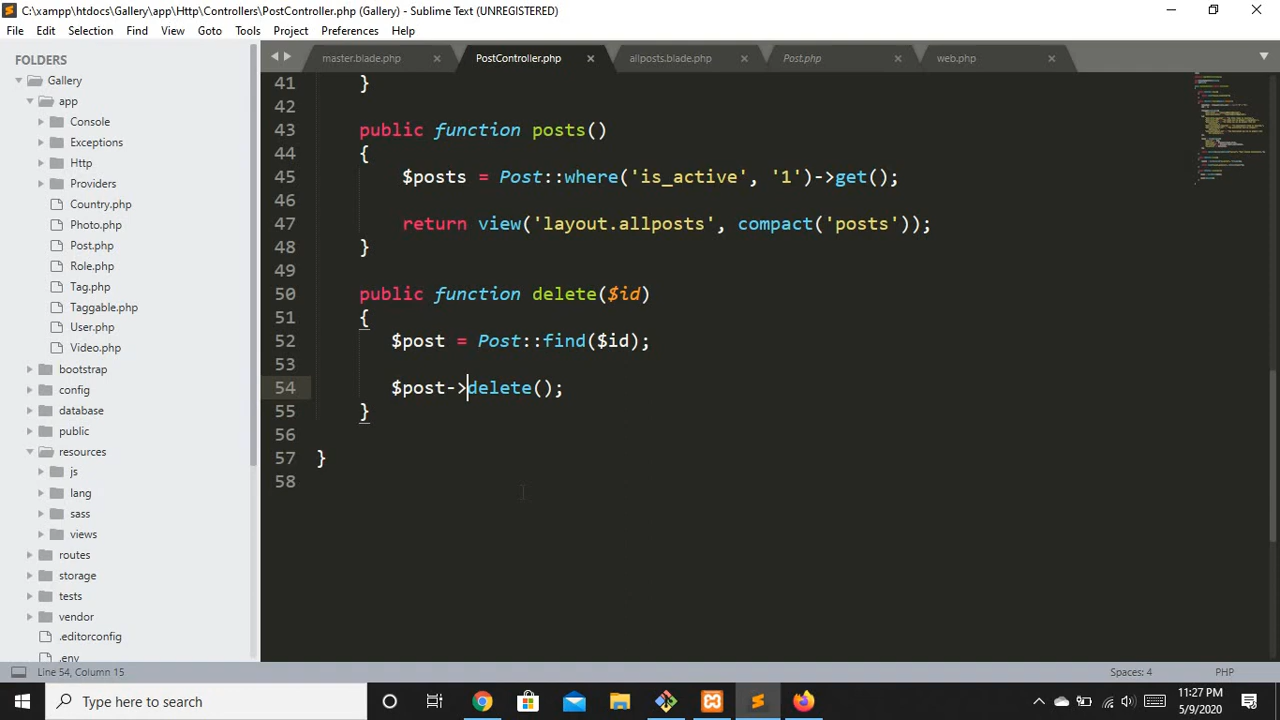 C:\xampp\htdocs\Gallery\app\Http\Controllers\PostController.php (Gallery) - Sublime Text (UNREGISTERED)
File Edit Selection Find View Goto Tools Project Preferences Help
FOLDERS
Gallery
app
Console
Exceptions
Http
Providers
Country.php
Photo.php
Post.php
Role.php
Tag.php
Taggable.php
User.php
Video.php
bootstrap
config
database
public
resources
js
lang
sass
views
routes
storage
tests
vendor
.editorconfig
.env
master.blade.php PostController.php allposts.blade.php Post.php web.php
41 }
42
43 public function posts()
44 {
45 $posts = Post::where('is_active', '1')->get();
46
47 return view('layout.allposts', compact('posts'));
48 }
49
50 public function delete($id)
51 {
52 $post = Post::find($id);
53
54 $post->delete();
55 }
56
57 }
58
Line 54, Column 15 Spaces: 4 PHP
Type here to search
11:27 PM
5/9/2020